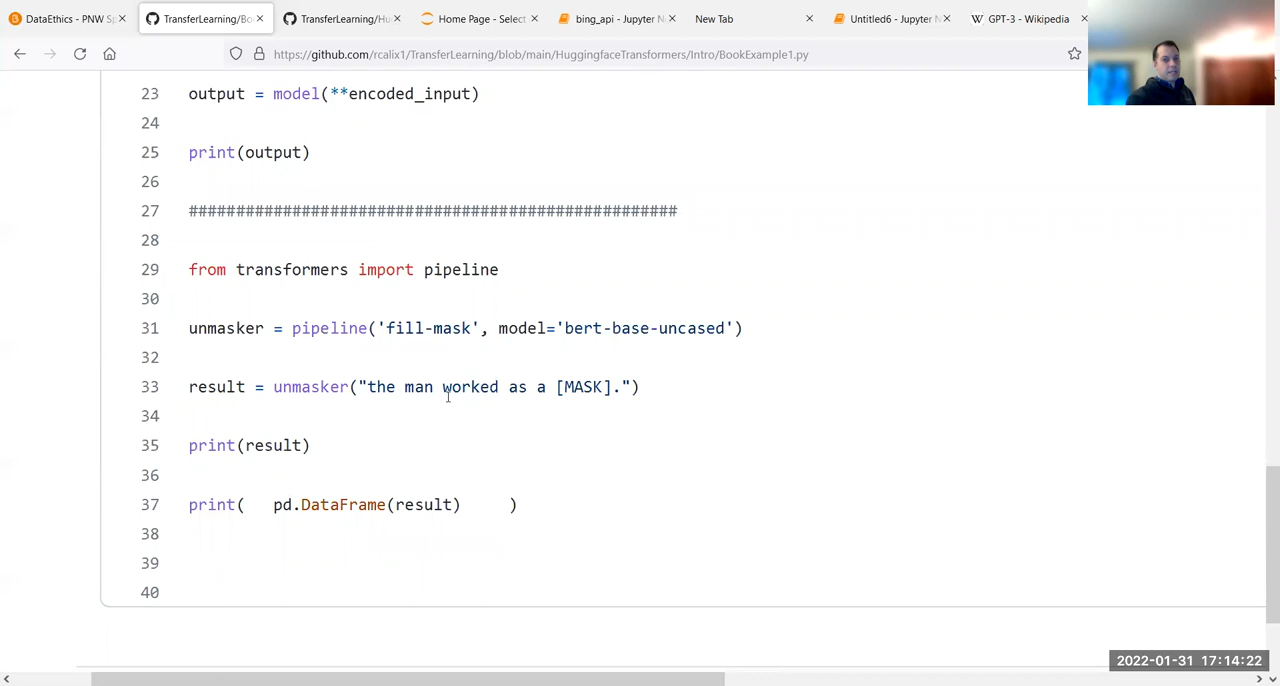 DataEthics - PNW Sp
TransferLearning/Bo
TransferLearning/Hu
Home Page - Select
bing_api - Jupyter N
New Tab
Untitled6 - Jupyter N
W GPT-3 - Wikipedia
https://github.com/rcalix1/TransferLearning/blob/main/HuggingfaceTransformers/Intro/BookExample1.py
23 output = model(**encoded_input)
24
25 print(output)
26
27 ####################################################
28
29 from transformers import pipeline
30
31 unmasker = pipeline('fill-mask', model='bert-base-uncased')
32
33 result = unmasker("the man worked as a [MASK].")
34
35 print(result)
36
37 print(   pd.DataFrame(result)     )
38
39
40
2022-01-31 17:14:22